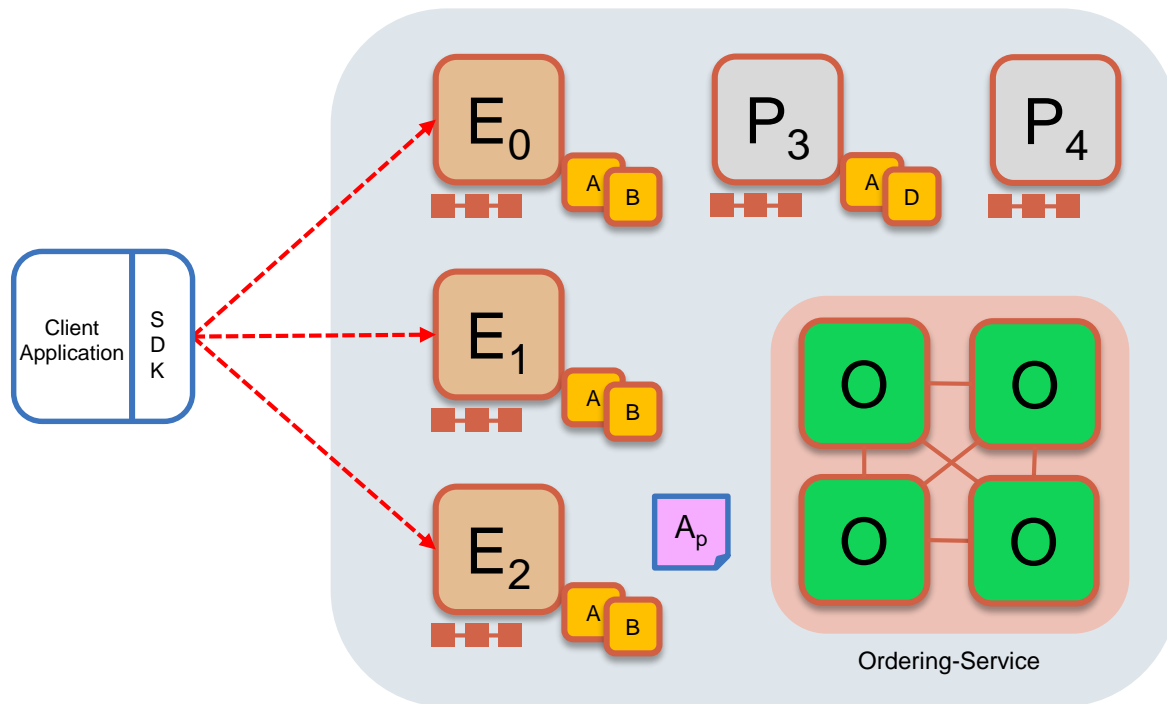 E0
A
B
P3
A
D
P4
Client
Application
S
D
K
E1
A
B
E2
A
B
Ap
O
O
O
O
Ordering-Service